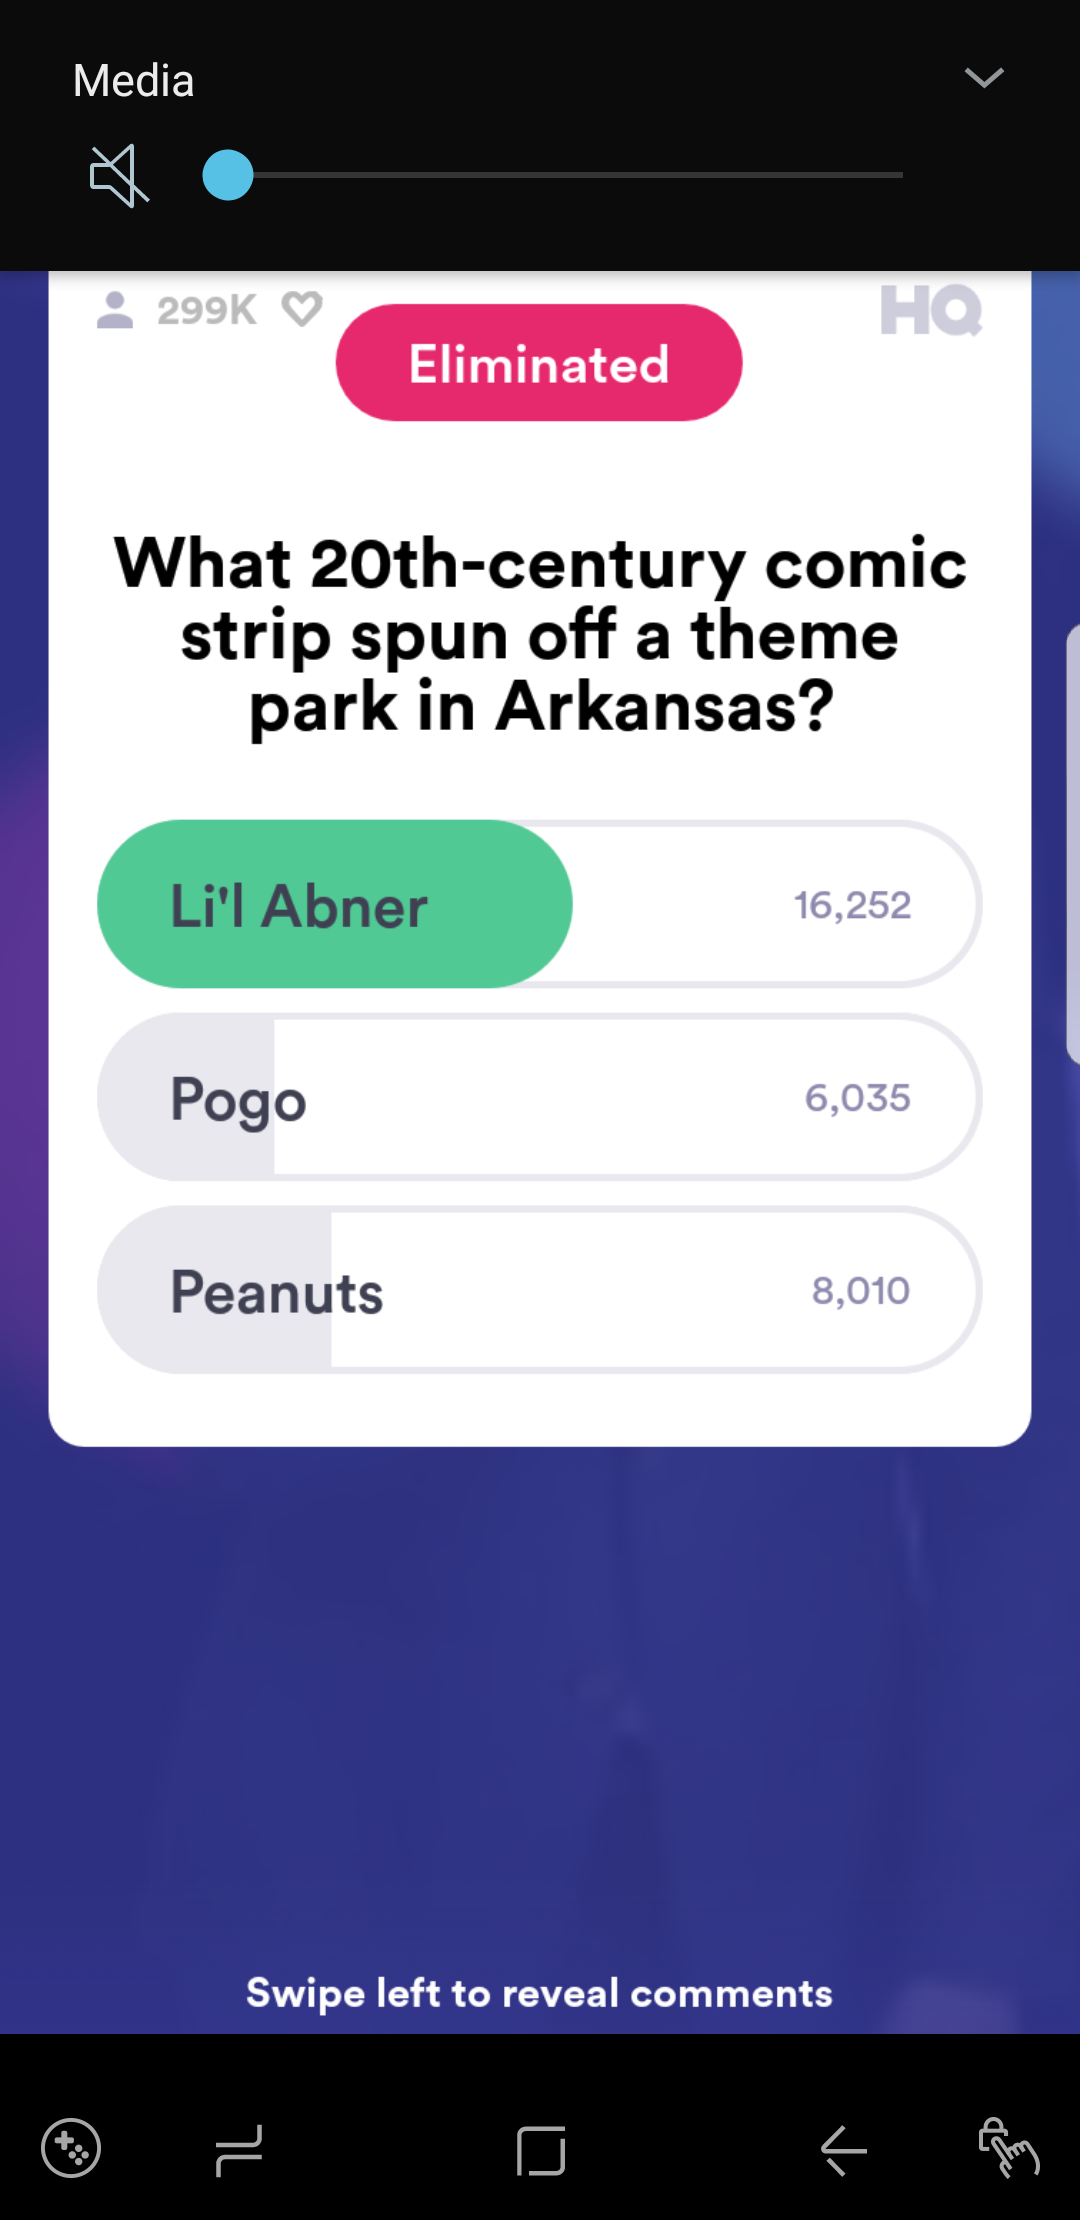 Media
299K
HQ
Eliminated
What 20th-century comic
strip spun off a theme
park in Arkansas?
Li'l Abner
16,252
Pogo
6,035
Peanuts
8,010
Swipe left to reveal comments